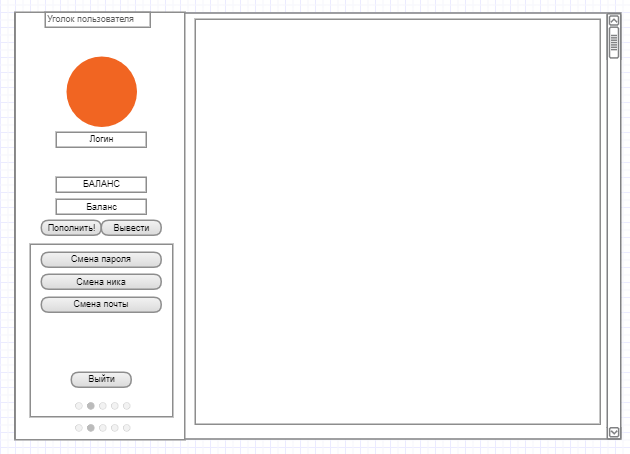 Уголок пользователя
Логин
БАЛАНС
Баланс
Пополнить! Вывести
Смена пароля
Смена ника
Смена почты
Выйти